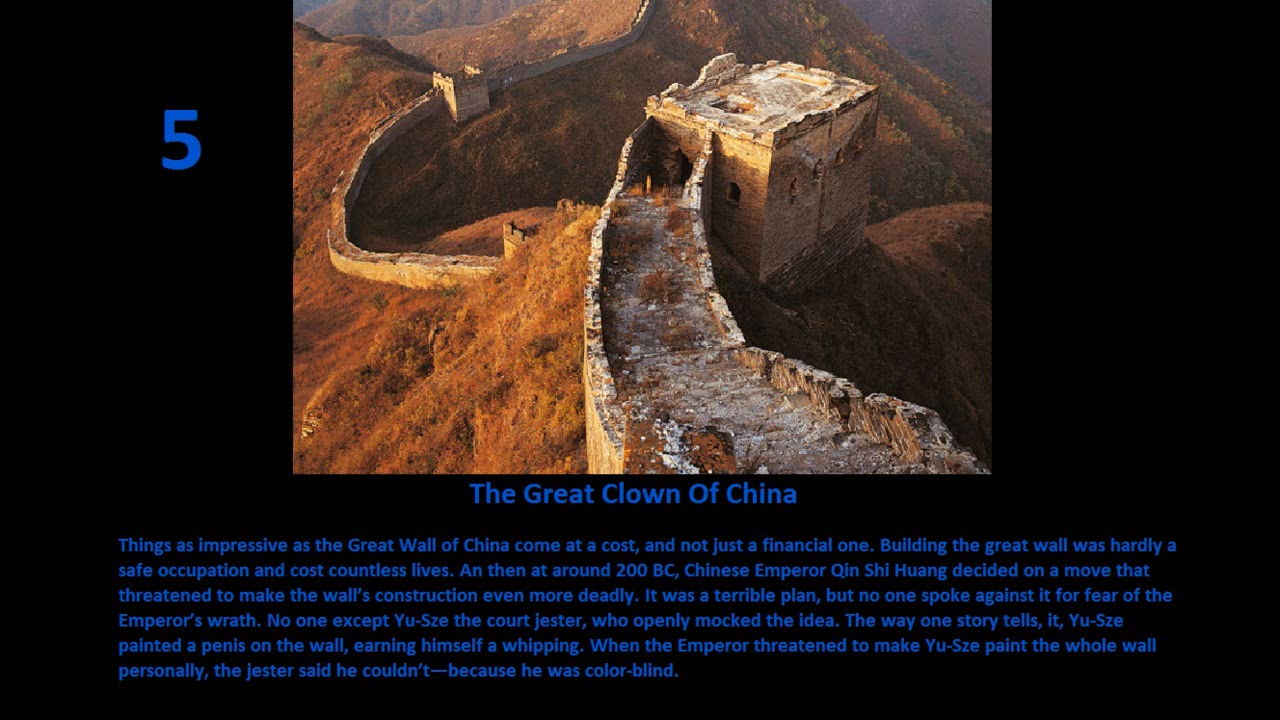 5
The Great Clown Of China
Things as impressive as the Great Wall of China come at a cost, and not just a financial one. Building the great wall was hardly a
safe occupation and cost countless lives. An then at around 200 BC, Chinese Emperor Qin Shi Huang decided on a move that
threatened to make the wall’s construction even more deadly. It was a terrible plan, but no one spoke against it for fear of the
Emperor’s wrath. No one except Yu-Sze the court jester, who openly mocked the idea. The way one story tells, it, Yu-Sze
painted a penis on the wall, earning himself a whipping. When the Emperor threatened to make Yu-Sze paint the whole wall
personally, the jester said he couldn’t—because he was color-blind.